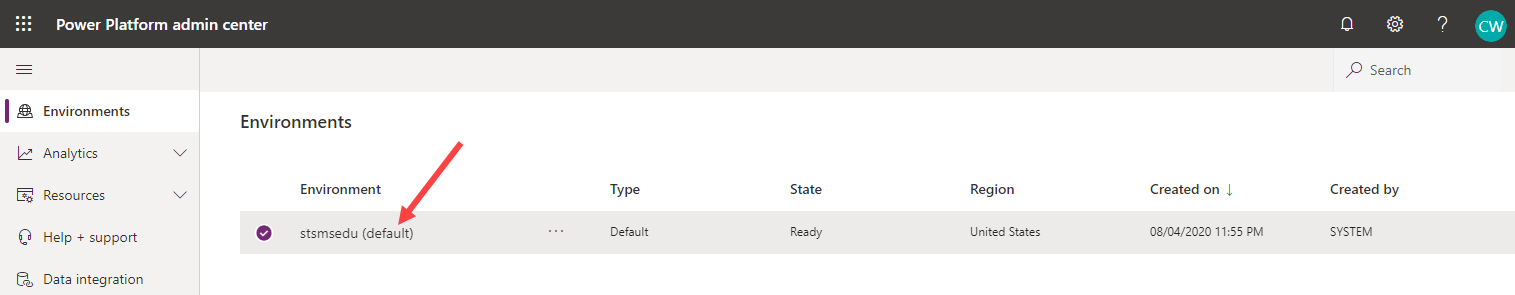 Power Platform admin center
?
CW
Search
Environments
Analytics
Resources
Help + support
Data integration
Environments
Environment Type State Region Created on ↓ Created by
stsmsedu (default) ... Default Ready United States 08/04/2020 11:55 PM SYSTEM